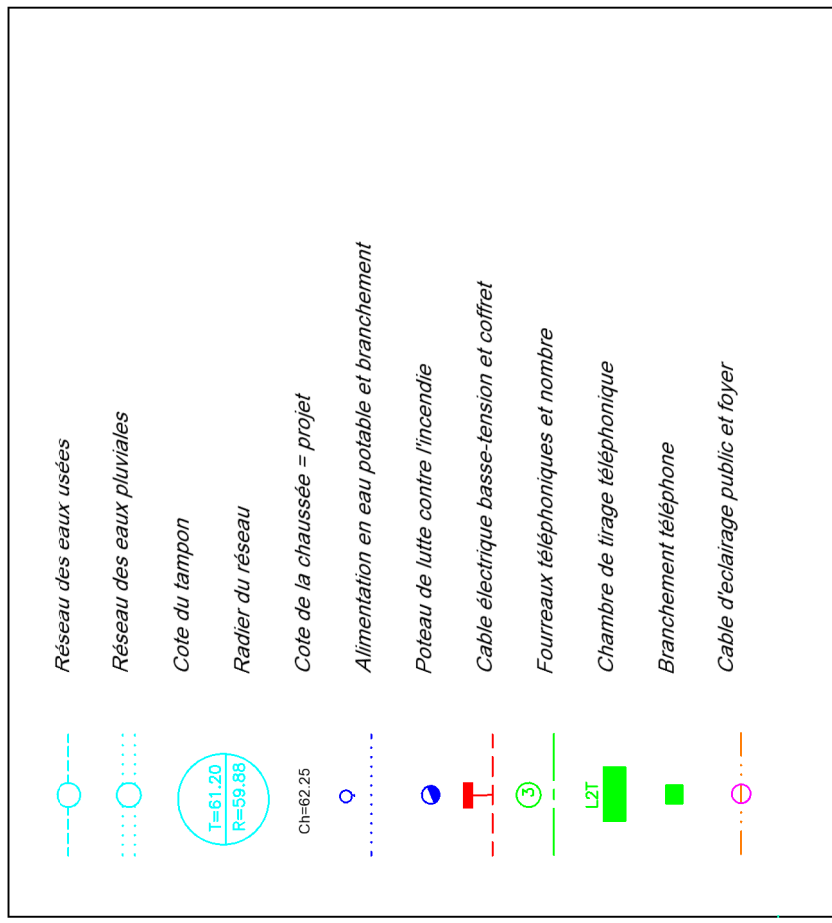 Réseau des eaux usées
Réseau des eaux pluviales
T=61.20 Cote du tampon
R=59.88 Radier du réseau
Ch=62.25 Cote de la chaussée = projet
Alimentation en eau potable et branchement
Poteau de lutte contre l'incendie
Cable électrique basse-tension et coffret
3 Fourreaux téléphoniques et nombre
L2T Chambre de tirage téléphonique
Branchement téléphone
Cable d'eclairage public et foyer